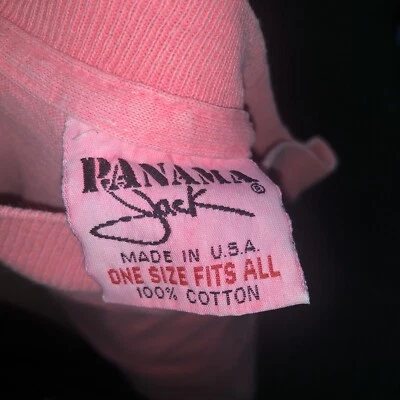 PANAMA®
Jack
MADE IN U.S.A.
ONE SIZE FITS ALL
100% COTTON